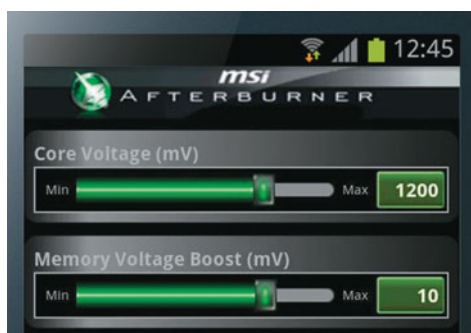 12:45
msi
AFTERBURNER
Core Voltage (mV)
Min Max 1200
Memory Voltage Boost (mV)
Min Max 10